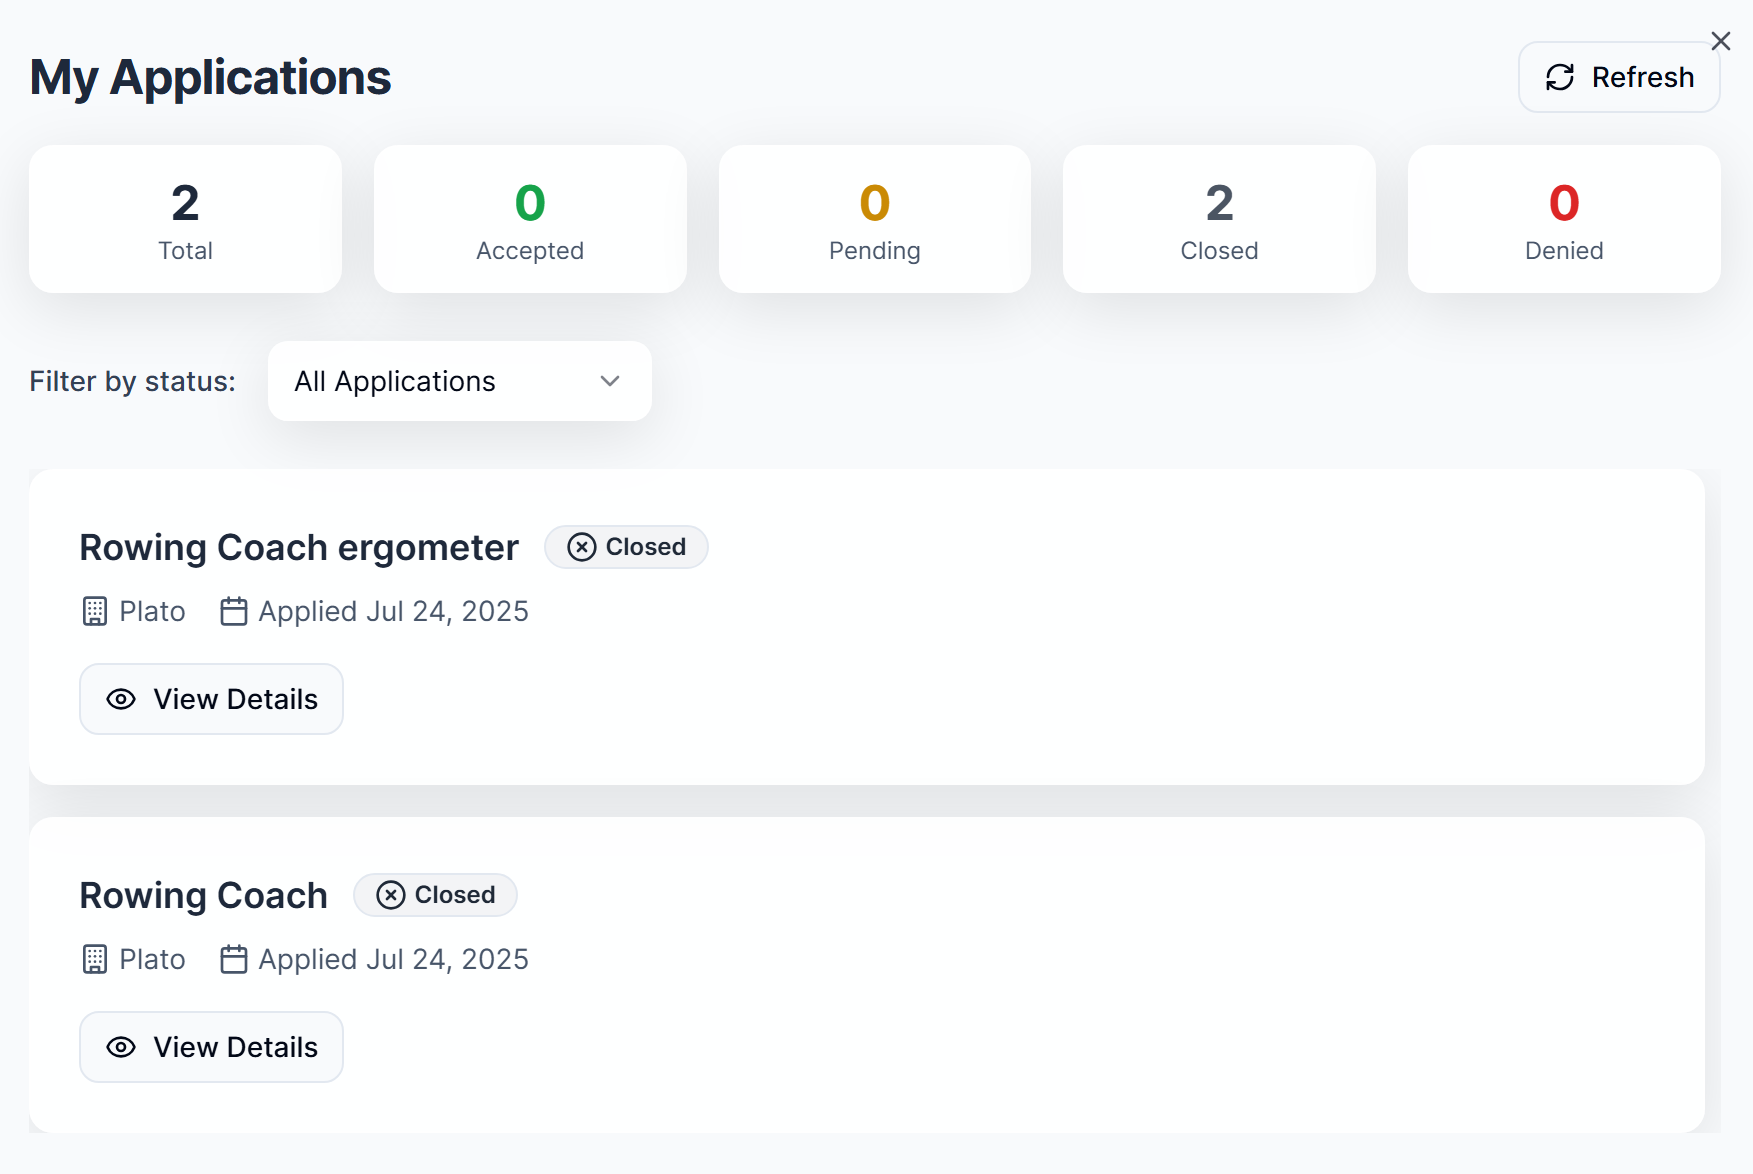 My Applications
Refresh
2
Total
0
Accepted
0
Pending
2
Closed
0
Denied
Filter by status:
All Applications
Rowing Coach ergometer
Closed
Plato
Applied Jul 24, 2025
View Details
Rowing Coach
Closed
Plato
Applied Jul 24, 2025
View Details